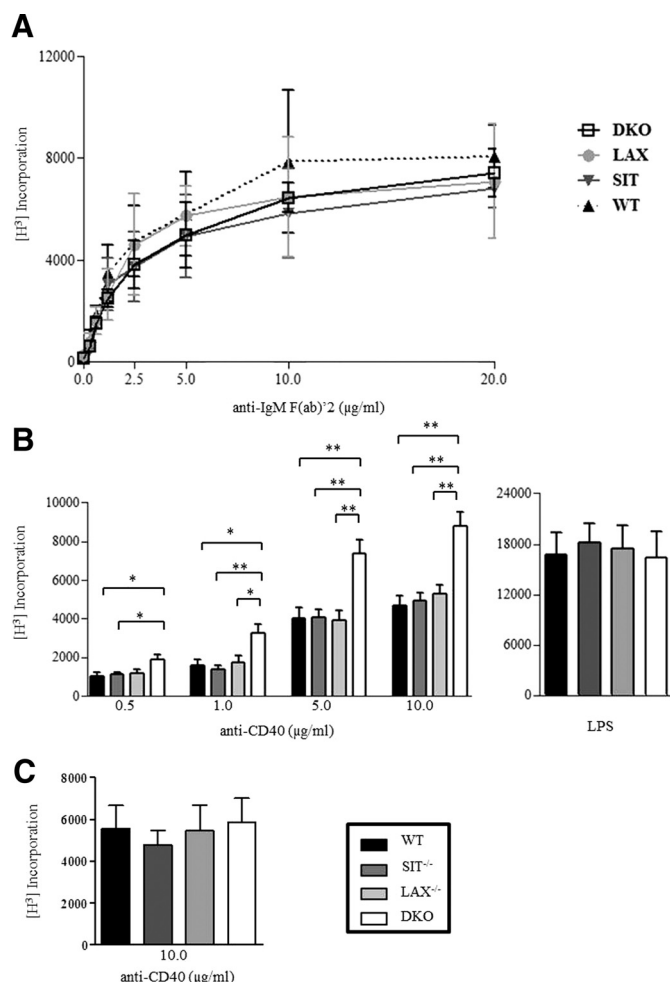 A
12000
8000
4000
0
[H³] Incorporation
0.0 2.5 5.0 10.0 20.0
anti-IgM F(ab)’2 (µg/ml)
DKO
LAX
SIT
WT
B
10000
8000
6000
4000
2000
0
[H³] Incorporation
* *
* ** *
** ** **
** ** **
0.5 1.0 5.0 10.0
anti-CD40 (µg/ml)
24000
18000
12000
6000
0
LPS
C
8000
6000
4000
2000
0
[H³] Incorporation
10.0
anti-CD40 (µg/ml)
WT
SIT-/-
LAX-/-
DKO